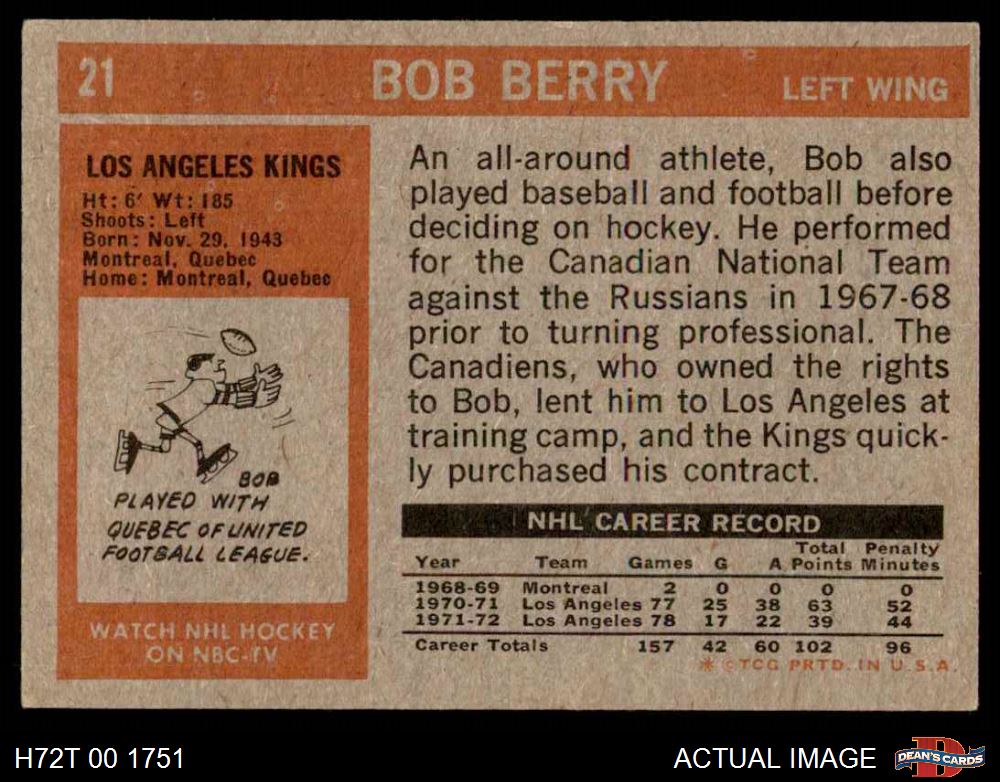 21 BOB BERRY LEFT WING
LOS ANGELES KINGS
Ht: 6' Wt: 185
Shoots: Left
Born: Nov. 29, 1943
Montreal, Quebec
Home: Montreal, Quebec
BOB
PLAYED WITH
QUEBEC OF UNITED
FOOTBALL LEAGUE.
WATCH NHL HOCKEY
ON NBC-TV
An all-around athlete, Bob also
played baseball and football before
deciding on hockey. He performed
for the Canadian National Team
against the Russians in 1967-68
prior to turning professional. The
Canadiens, who owned the rights
to Bob, lent him to Los Angeles at
training camp, and the Kings quick-
ly purchased his contract.
NHL CAREER RECORD
Total Penalty
Year Team Games G A Points Minutes
1968-69 Montreal 2 0 0 0 0
1970-71 Los Angeles 77 25 38 63 52
1971-72 Los Angeles 78 17 22 39 44
Career Totals 157 42 60 102 96
* © TCG PRTD. IN U.S.A.
H72T 00 1751
ACTUAL IMAGE
D
DEAN'S CARDS